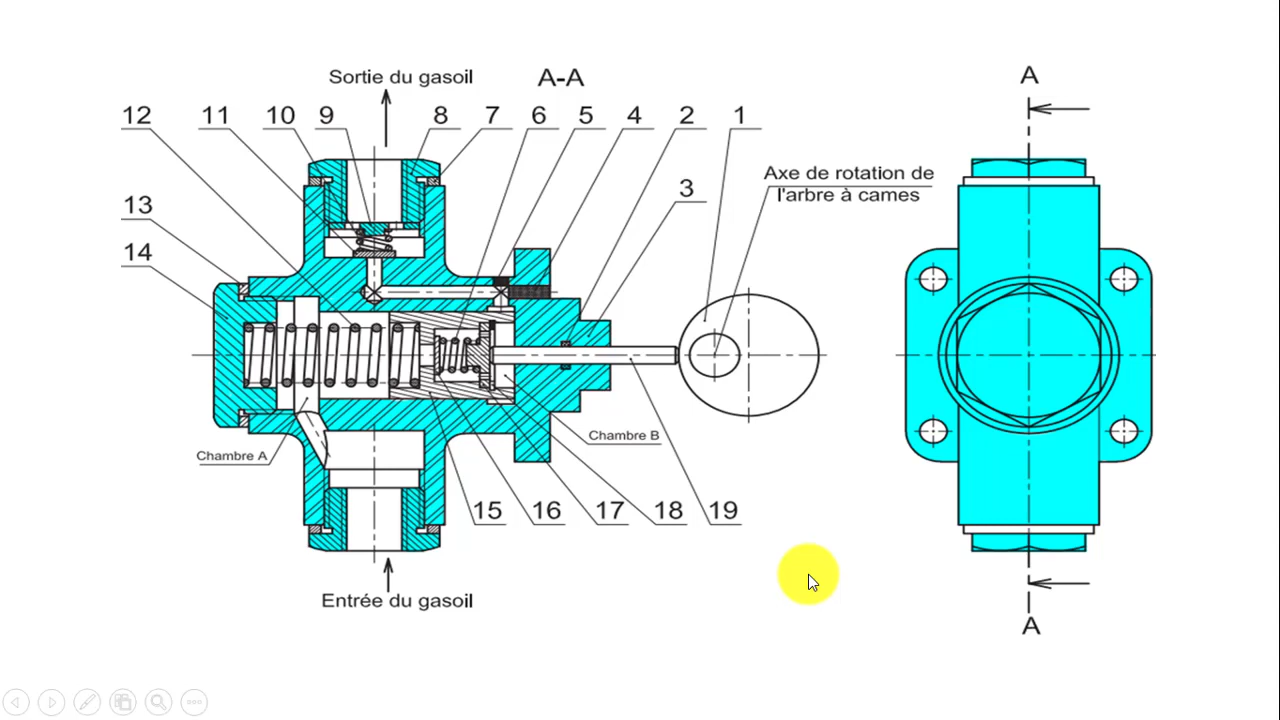 Sortie du gasoil
A-A
A
12
11
10
9
8
7
6
5
4
2
1
Axe de rotation de
l'arbre à cames
3
13
14
Chambre B
Chambre A
15
16
17
18
19
Entrée du gasoil
A